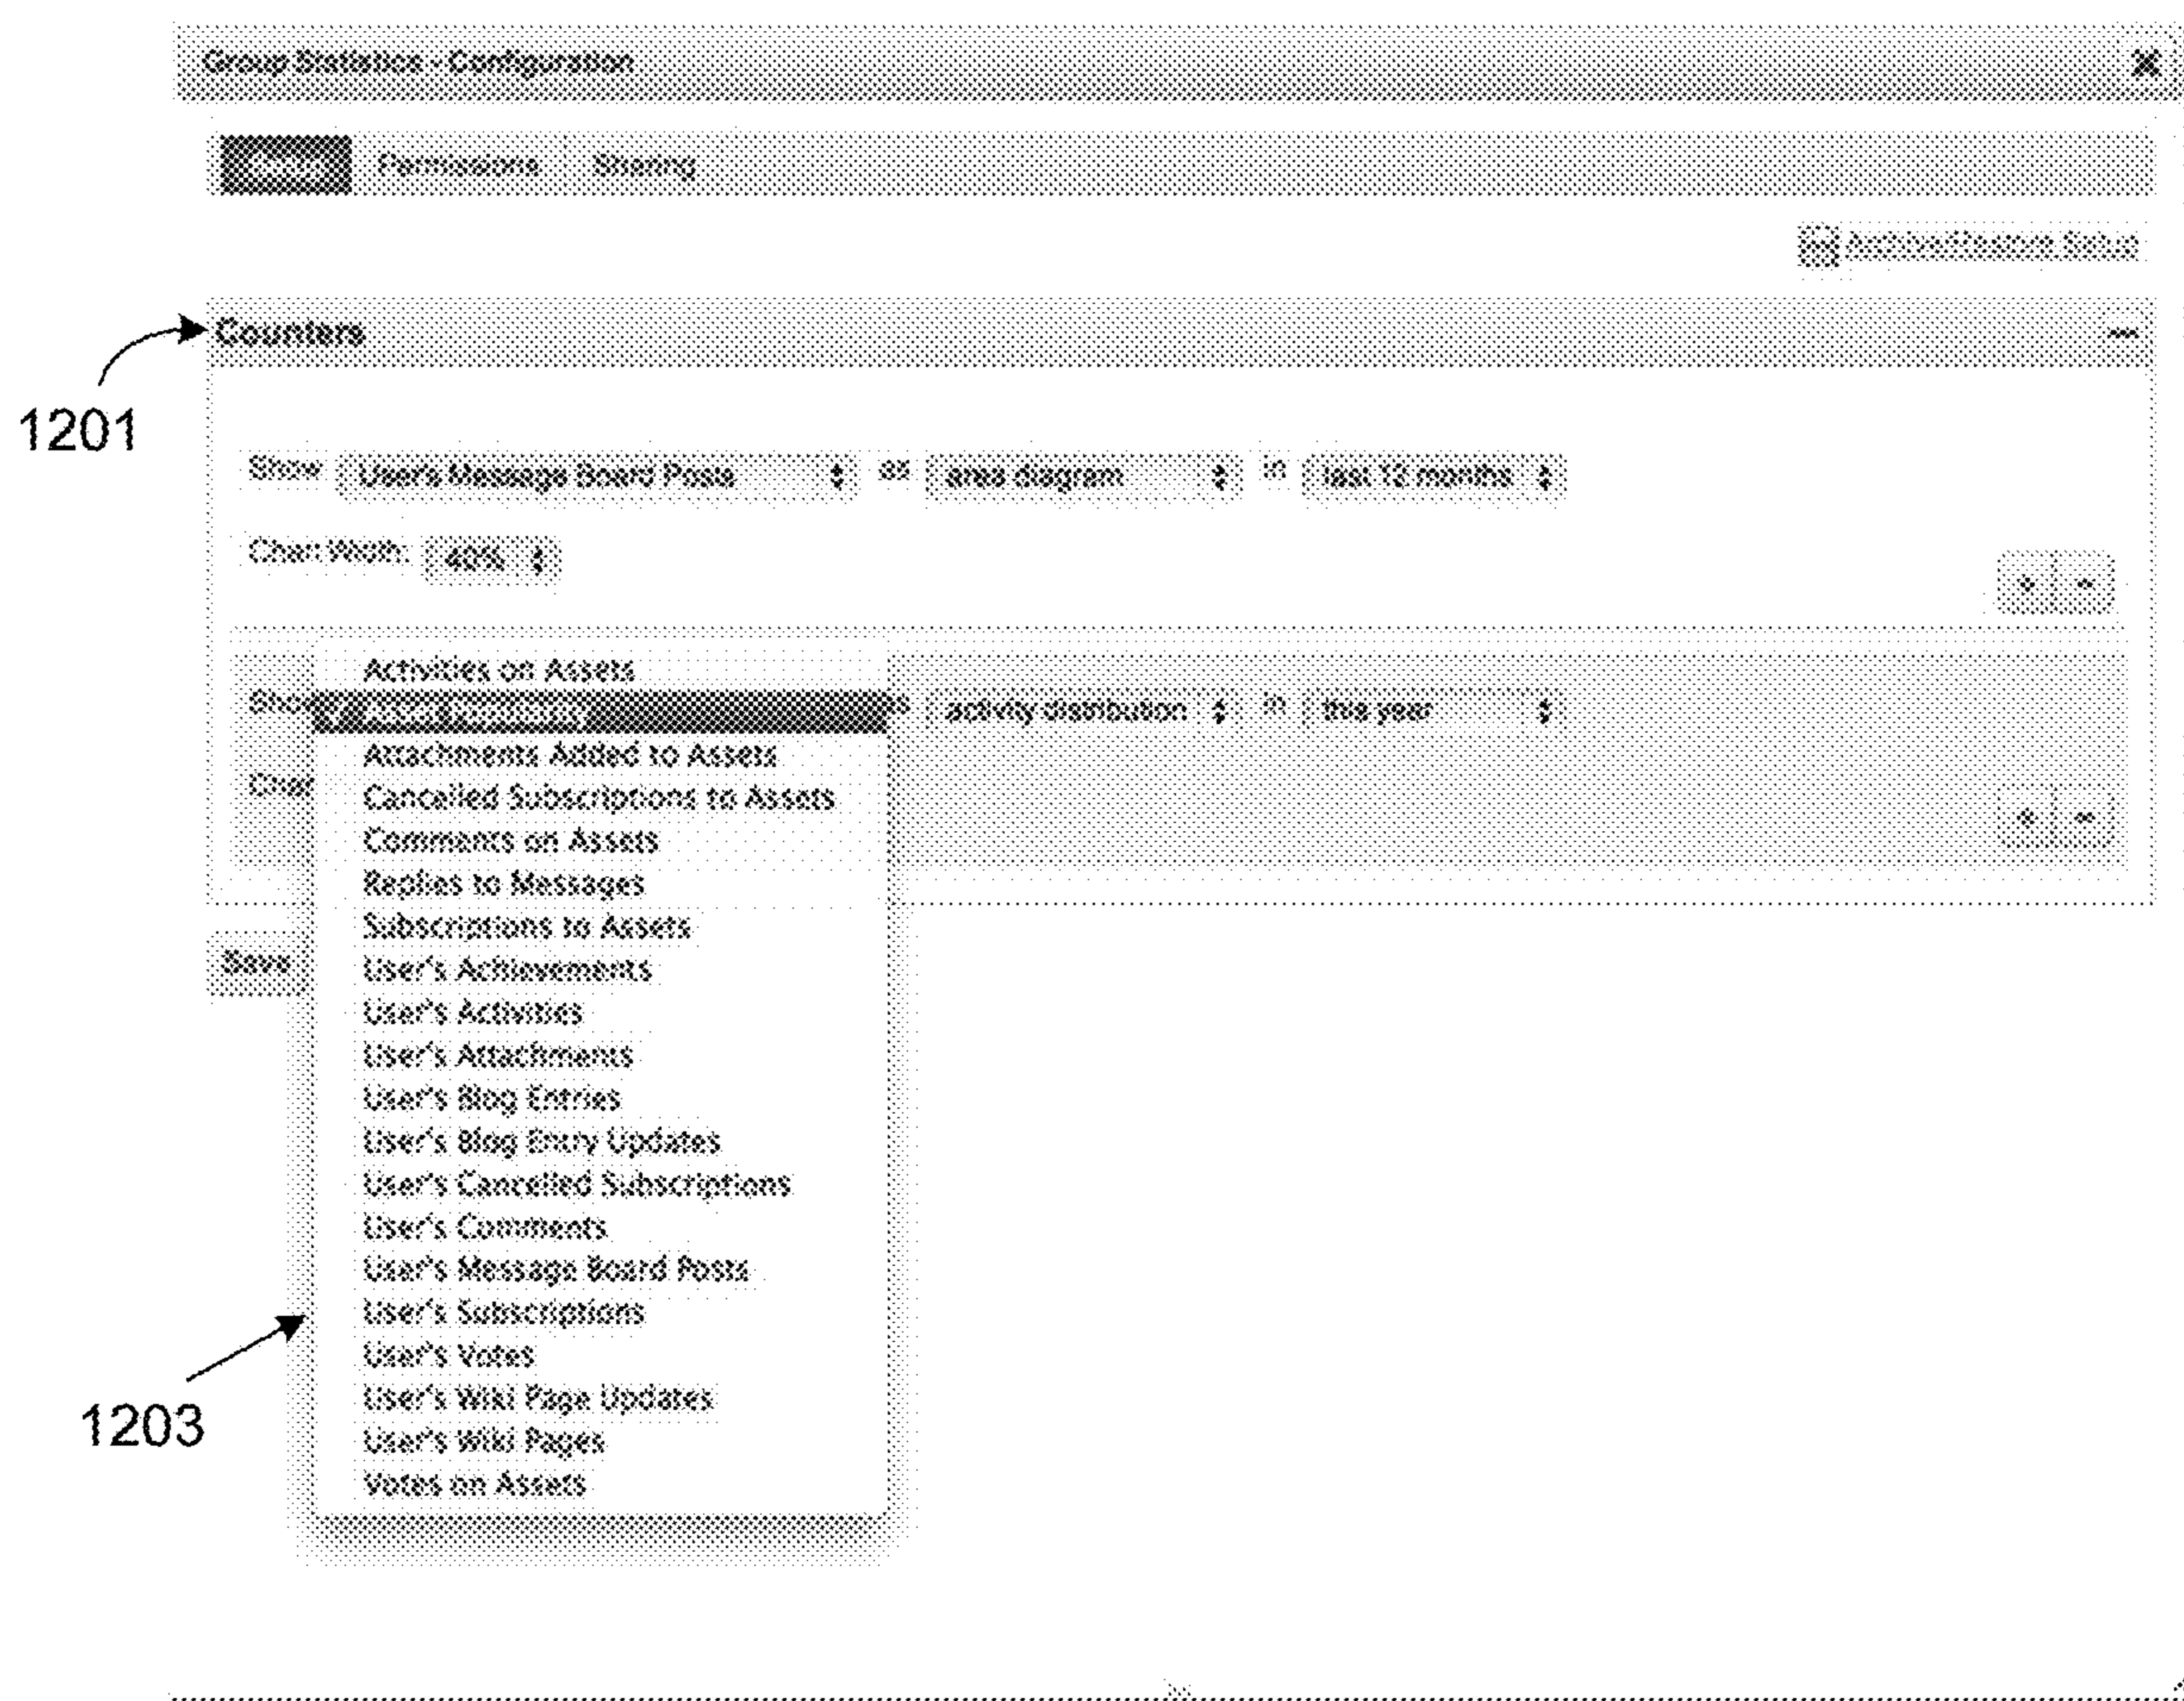 Group Statistics - Configuration
Permissions Sharing
Archive/Restore Setup
Counters
1201
Show User's Message Board Posts as area diagram in last 12 months
Chart Width: 40%
Activities on Assets
activity distribution in this year
Attachments Added to Assets
Cancelled Subscriptions to Assets
Comments on Assets
Replies to Messages
Subscriptions to Assets
Save
User's Achievements
User's Activities
User's Attachments
User's Blog Entries
User's Blog Entry Updates
User's Cancelled Subscriptions
User's Comments
User's Message Board Posts
User's Subscriptions
User's Votes
User's Wiki Page Updates
1203
User's Wiki Pages
Votes on Assets